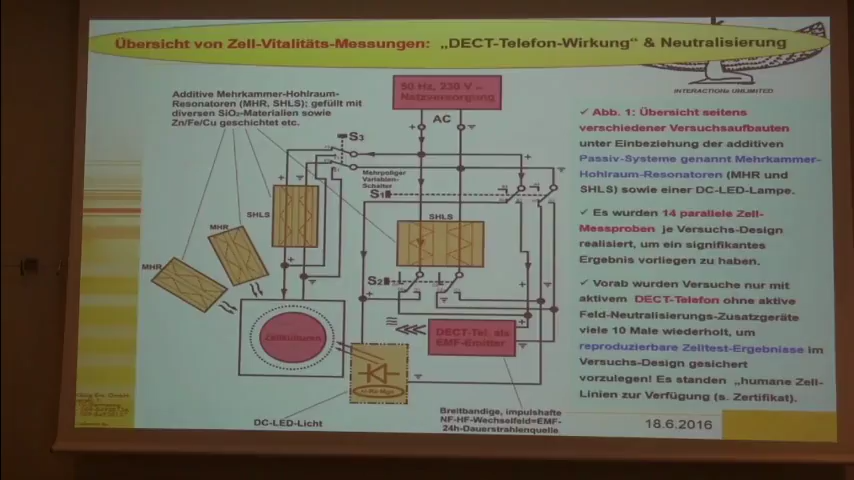 Übersicht von Zell-Vitalitäts-Messungen: „DECT-Telefon-Wirkung" & Neutralisierung
INTERACTIONs UNLIMITED
Additive Mehrkammer-Hohlraum-
Resonatoren (MHR, SHLS); gefüllt mit
diversen SiO₂-Materialien sowie
Zn/Fe/Cu geschichtet etc.
50 Hz, 230 V –
Netzversorgung
AC
S3
Mehrpoliger
Varianten-
Schalter
S1
SHLS
SHLS
MHR
MHR
S2
Zellkulturen
DECT-Tel. als
EMF-Emitter
DC-LED-Licht
Breitbandige, impulshafte
NF-HF-Wechselfeld=EMF-
24h-Dauerstrahlenquelle
✓ Abb. 1: Übersicht seitens
verschiedener Versuchsaufbauten
unter Einbeziehung der additiven
Passiv-Systeme genannt Mehrkammer-
Hohlraum-Resonatoren (MHR und
SHLS) sowie einer DC-LED-Lampe.
✓ Es wurden 14 parallele Zell-
Messproben je Versuchs-Design
realisiert, um ein signifikantes
Ergebnis vorliegen zu haben.
✓ Vorab wurden Versuche nur mit
aktivem DECT-Telefon ohne aktive
Feld-Neutralisierungs-Zusatzgeräte
viele 10 Male wiederholt, um
reproduzierbare Zelltest-Ergebnisse im
Versuchs-Design gesichert
vorzulegen! Es standen „humane Zell-
Linien zur Verfügung (s. Zertifikat).
18.6.2016